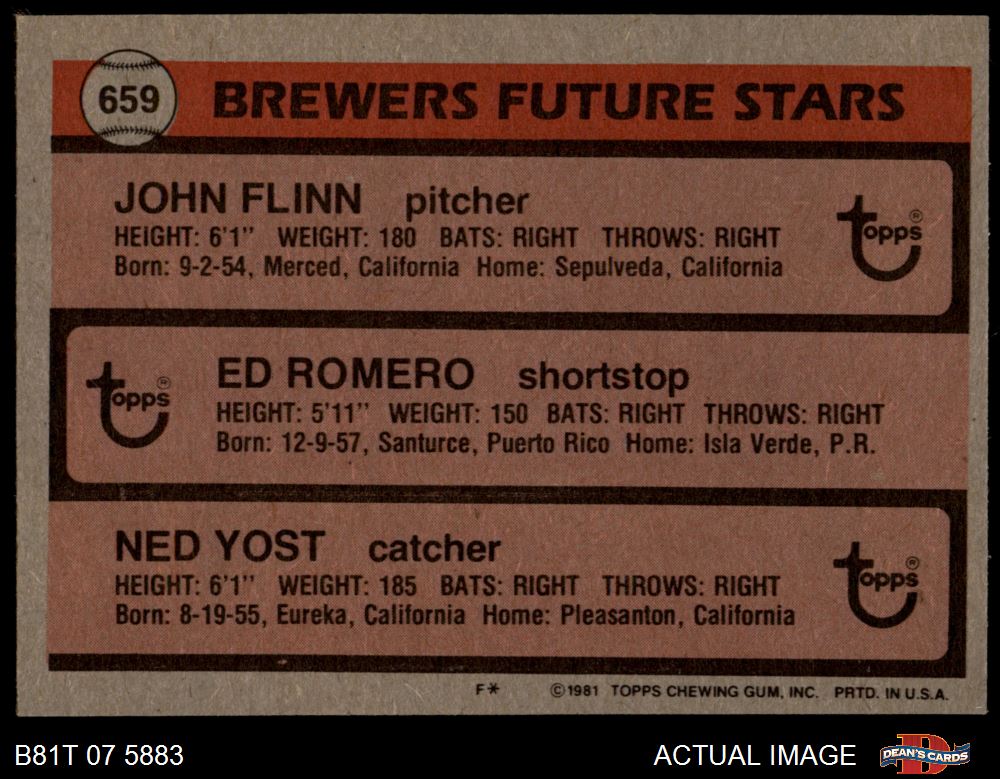 659 BREWERS FUTURE STARS
JOHN FLINN pitcher
HEIGHT: 6'1" WEIGHT: 180 BATS: RIGHT THROWS: RIGHT
Born: 9-2-54, Merced, California Home: Sepulveda, California
Topps®
Topps®
ED ROMERO shortstop
HEIGHT: 5'11" WEIGHT: 150 BATS: RIGHT THROWS: RIGHT
Born: 12-9-57, Santurce, Puerto Rico Home: Isla Verde, P.R.
NED YOST catcher
HEIGHT: 6'1" WEIGHT: 185 BATS: RIGHT THROWS: RIGHT
Born: 8-19-55, Eureka, California Home: Pleasanton, California
Topps®
F* ©1981 TOPPS CHEWING GUM, INC. PRTD. IN U.S.A.
B81T 07 5883 ACTUAL IMAGE D DEAN'S CARDS